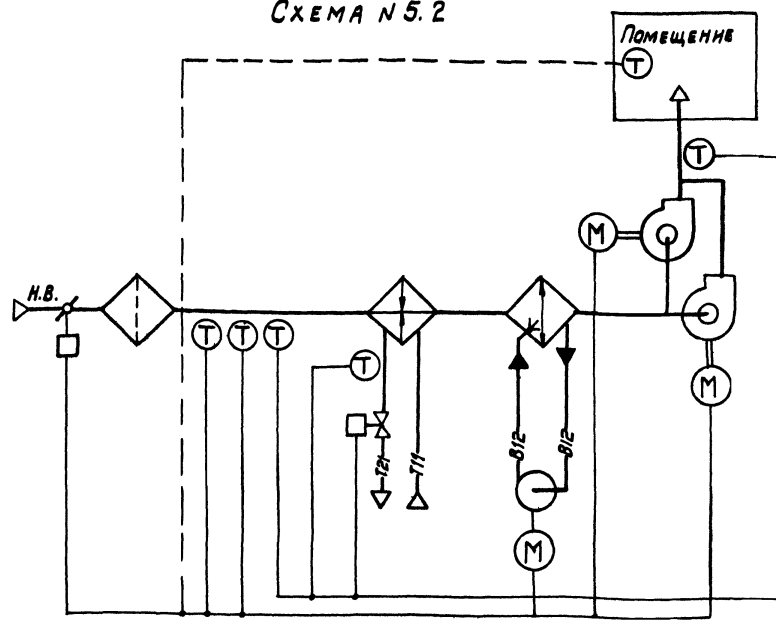 Схема N 5.2
Помещение
Т
Т
М
Н.В.
Т
Т
Т
Т
М
Т21
Т11
В12
В12
М